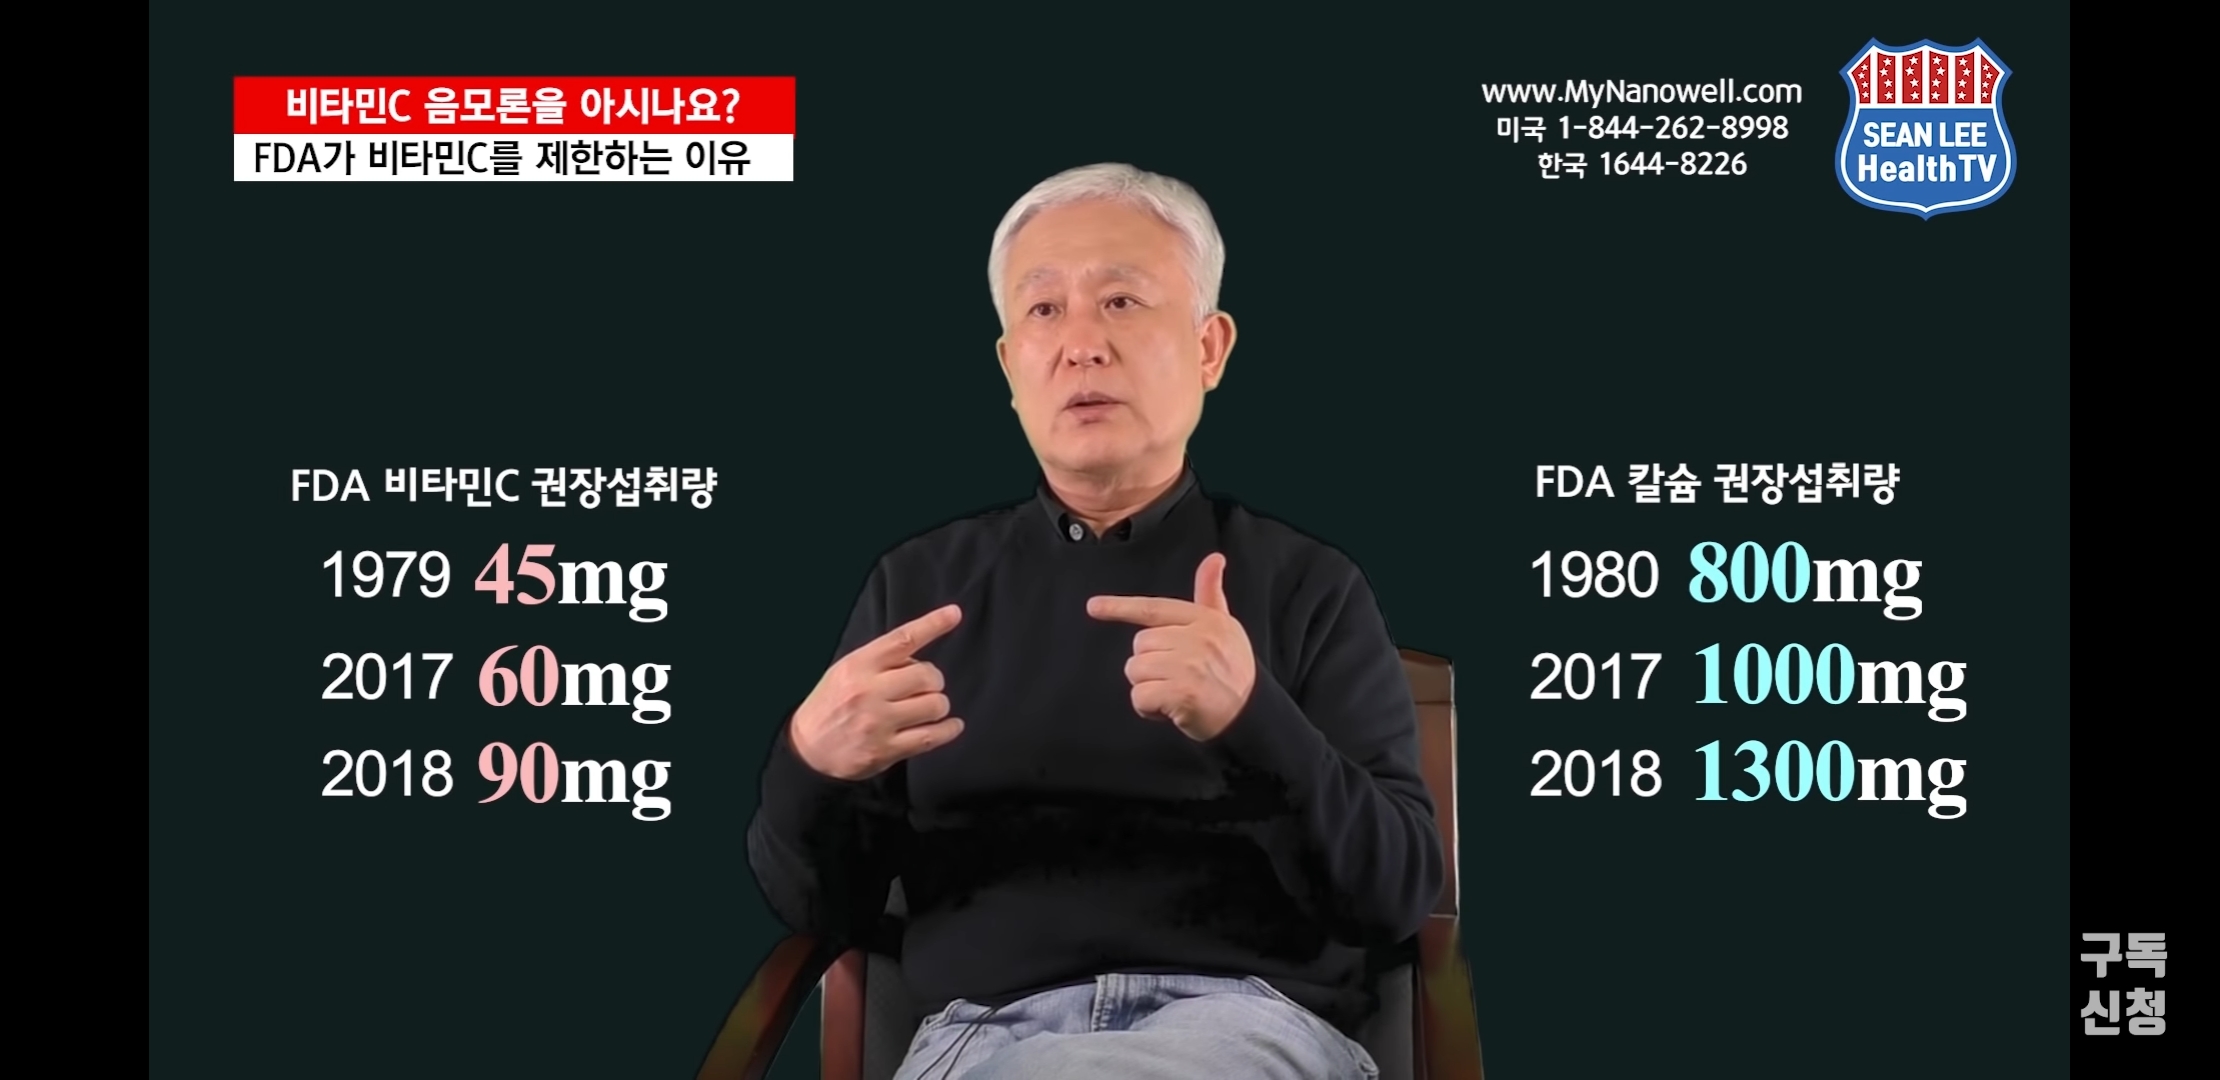 비타민C 음모론을 아시나요?
FDA가 비타민C를 제한하는 이유
www.MyNanowell.com
미국 1-844-262-8998
한국 1644-8226
SEAN LEE
HealthTV
FDA 비타민C 권장섭취량
1979 45mg
2017 60mg
2018 90mg
FDA 칼슘 권장섭취량
1980 800mg
2017 1000mg
2018 1300mg
구독
신청